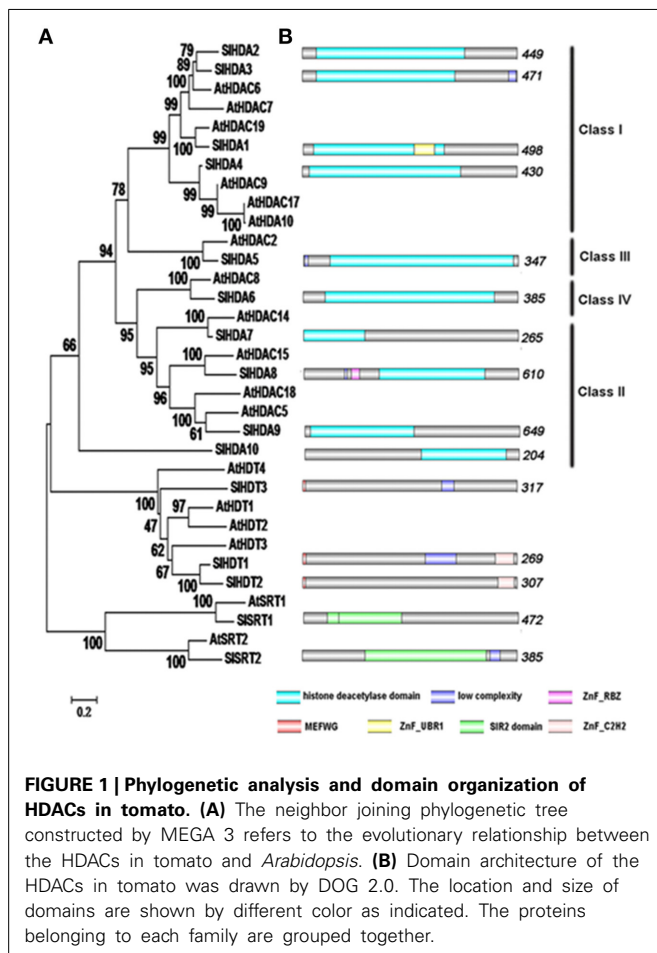 A
B
79
SlHDA2
449
89
SlHDA3
471
100
AtHDAC6
99
AtHDAC7
Class I
AtHDAC19
99
100
SlHDA1
498
SlHDA4
430
AtHDAC9
99
78
99
AtHDAC17
100
AtHDA10
94
AtHDAC2
100
SlHDA5
347
Class III
AtHDAC8
100
SlHDA6
385
Class IV
AtHDAC14
95
100
SlHDA7
265
66
AtHDAC15
95
100
SlHDA8
610
Class II
96
AtHDAC18
AtHDAC5
100
61
SlHDA9
649
SlHDA10
204
AtHDT4
SlHDT3
317
100
97
AtHDT1
47
AtHDT2
62
AtHDT3
67
SlHDT1
269
100
SlHDT2
307
AtSRT1
100
SlSRT1
472
AtSRT2
100
100
SlSRT2
385
0.2
histone deacetylase domain
low complexity
ZnF_RBZ
MEFWG
ZnF_UBR1
SIR2 domain
ZnF_C2H2
FIGURE 1 | Phylogenetic analysis and domain organization of
HDACs in tomato. (A) The neighbor joining phylogenetic tree
constructed by MEGA 3 refers to the evolutionary relationship between
the HDACs in tomato and Arabidopsis. (B) Domain architecture of the
HDACs in tomato was drawn by DOG 2.0. The location and size of
domains are shown by different color as indicated. The proteins
belonging to each family are grouped together.